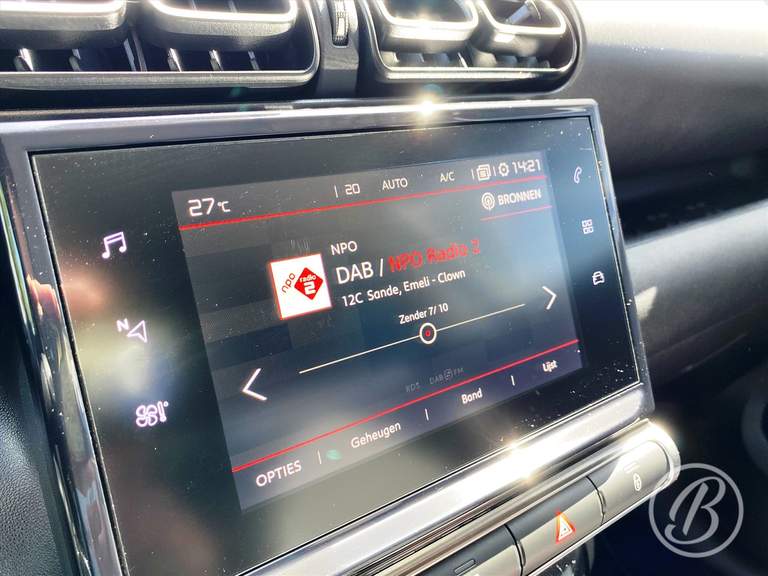 27°C | 20 AUTO A/C | | 14:21
BRONNEN
NPO
DAB / NPO Radio 2
12C Sande, Emeli - Clown
npo radio 2
Zender 7/ 10
N
RDS DAB FM
OPTIES | Geheugen | Band | Lijst
B